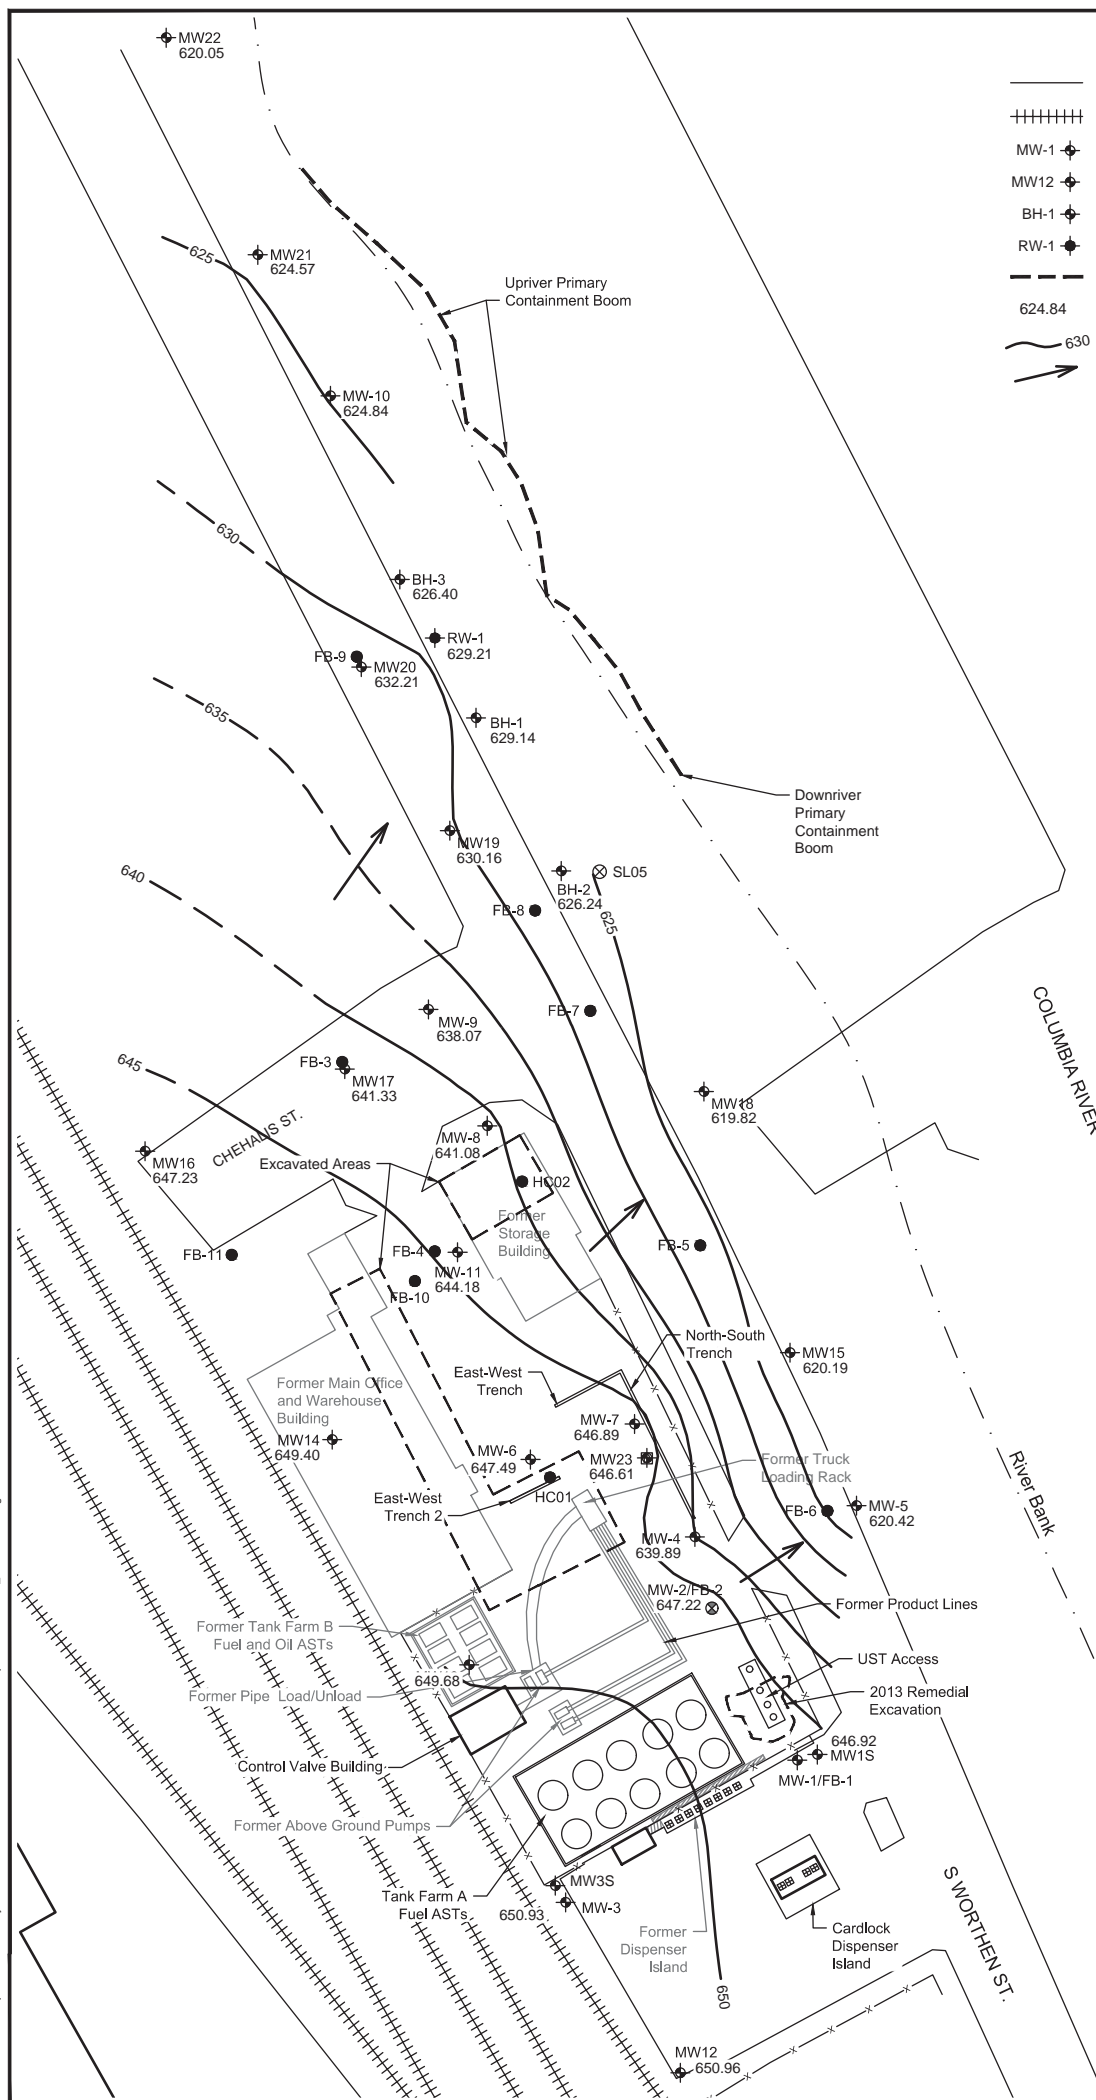 MW22
620.05
MW-1
MW12
BH-1
RW-1
624.84
630
625
MW21
624.57
Upriver Primary
Containment Boom
MW-10
624.84
630
BH-3
626.40
RW-1
629.21
FB-9
MW20
632.21
635
BH-1
629.14
Downriver
Primary
Containment
Boom
MW19
630.16
640
BH-2
626.24
SL05
625
FB-8
FB-7
MW-9
638.07
COLUMBIA RIVER
645
FB-3
MW17
641.33
MW18
619.82
CHEHALIS ST.
MW-8
641.08
MW16
647.23
Excavated Areas
HC02
Former
Storage
Building
FB-11
FB-4
MW-11
644.18
FB-10
FB-5
North-South
Trench
MW15
620.19
East-West
Trench
Former Main Office
and Warehouse
Building
MW-7
646.89
MW14
649.40
MW-6
647.49
MW23
646.61
Former Truck
Loading Rack
HC01
East-West
Trench 2
River Bank
FB-6
MW-5
620.42
MW-4
639.89
MW-2/FB-2
647.22
Former Product Lines
Former Tank Farm B
Fuel and Oil ASTs
UST Access
649.68
Former Pipe Load/Unload
2013 Remedial
Excavation
646.92
MW1S
Control Valve Building
MW-1/FB-1
Former Above Ground Pumps
S WORTHEN ST.
MW3S
650.93
MW-3
Tank Farm A
Fuel ASTs
Former
Dispenser
Island
Cardlock
Dispenser
Island
650
MW12
650.96